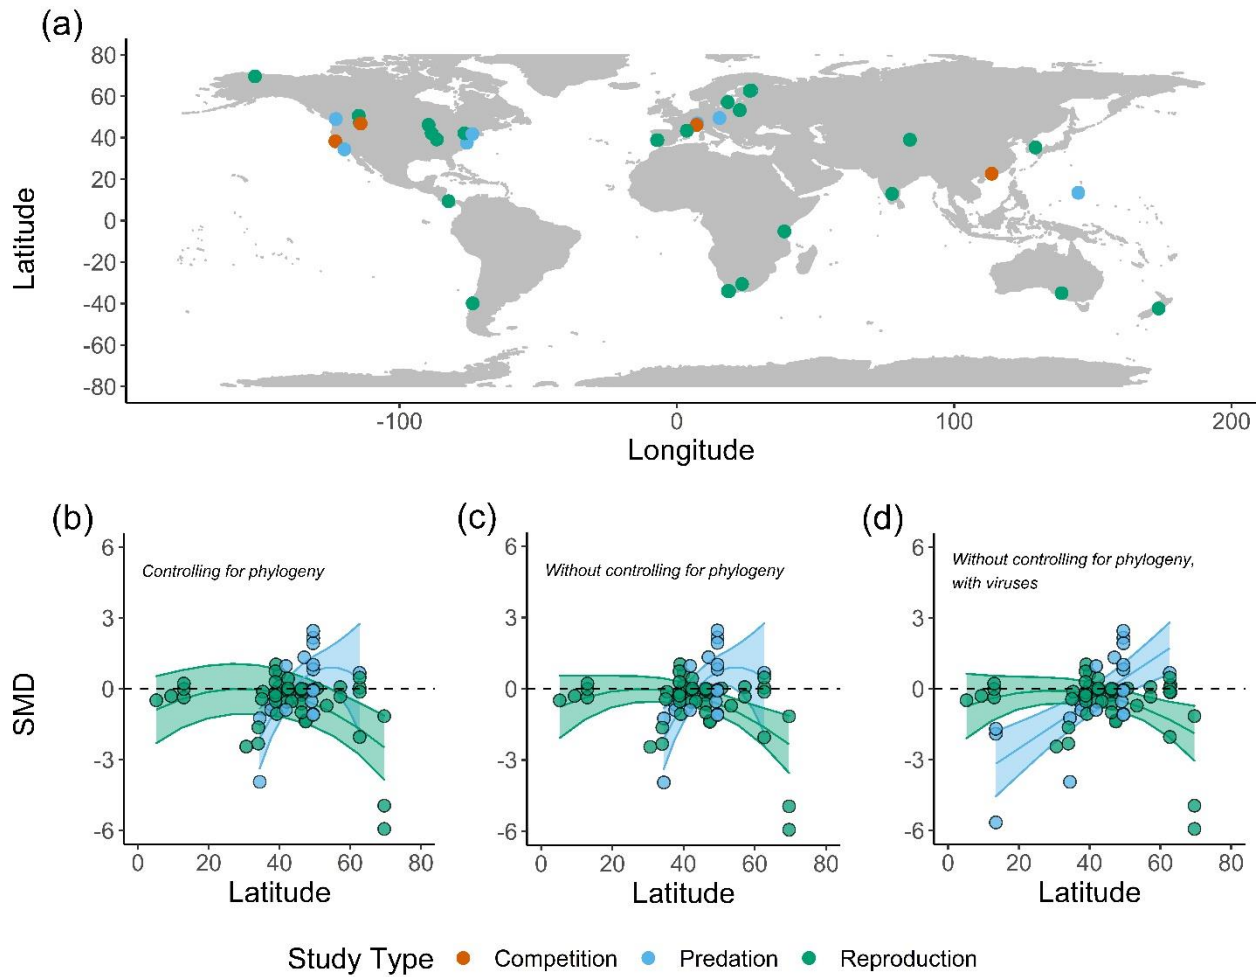 (a)
80
60
40
20
0
-20
-40
-60
-80
Latitude
-100
0
100
200
Longitude
(b)
(c)
(d)
6
3
0
-3
-6
SMD
Controlling for phylogeny
0
20
40
60
80
Latitude
6
3
0
-3
-6
Without controlling for phylogeny
0
20
40
60
80
Latitude
6
3
0
-3
-6
Without controlling for phylogeny,
with viruses
0
20
40
60
80
Latitude
Study Type Competition Predation Reproduction